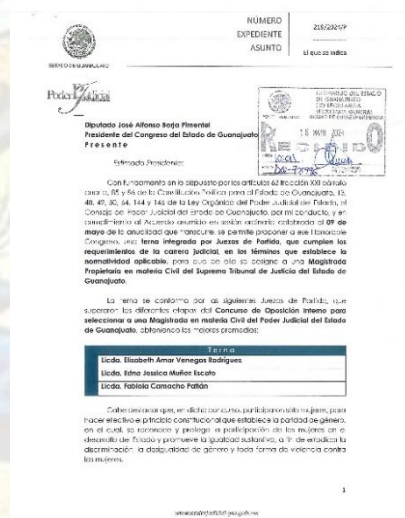 NÚMERO 218/2024/P
EXPEDIENTE
ASUNTO El que se indica
Poder Judicial
Diputado José Alfonso Borja Pimentel
Presidente del Congreso del Estado de Guanajuato
P r e s e n t e
Estimado Presidente:
Con fundamento en lo dispuesto por los artículos 63 fracción XXI párrafo
cuarto, 85 y 86 de la Constitución Política para el Estado de Guanajuato, 15,
48, 49, 50, 64, 144 y 145 de la Ley Orgánica del Poder Judicial del Estado, el
Consejo del Poder Judicial del Estado de Guanajuato, por mi conducto, y en
cumplimiento al Acuerdo asumido en sesión ordinaria celebrada el 09 de
mayo de la anualidad que transcurre, se permite proponer a ese Honorable
Congreso, una terna integrada por Juezas de Partido, que cumplen los
requerimientos de la carrera judicial, en los términos que establece la
normatividad aplicable, para que de ella se designe a una Magistrada
Propietaria en materia Civil del Supremo Tribunal de Justicia del Estado de
Guanajuato.
La terna se conforma por las siguientes Juezas de Partido, que
superaron las diferentes etapas del Concurso de Oposición Interno para
seleccionar a una Magistrada en materia Civil del Poder Judicial del Estado
de Guanajuato, obteniendo los mejores promedios:
T e r n a
Licda. Elisabeth Amar Venegas Rodríguez
Licda. Edna Jessica Muñoz Escoto
Licda. Fabiola Camacho Patlán
Cabe destacar que, en dicho concurso, participaron sólo mujeres, para
hacer efectivo el principio constitucional que establece la paridad de género,
en el cual, se reconoce y protege la participación de las mujeres en el
desarrollo del Estado y promueve la igualdad sustantiva, a fin de erradicar la
discriminación, la desigualdad de género y toda forma de violencia contra
las mujeres.
1